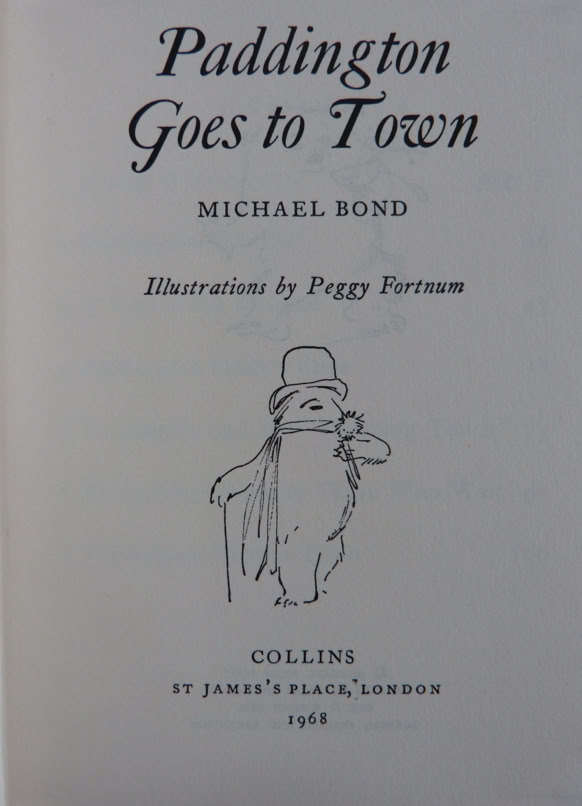 Paddington
Goes to Town
MICHAEL BOND
Illustrations by Peggy Fortnum
COLLINS
ST JAMES'S PLACE, LONDON
1968